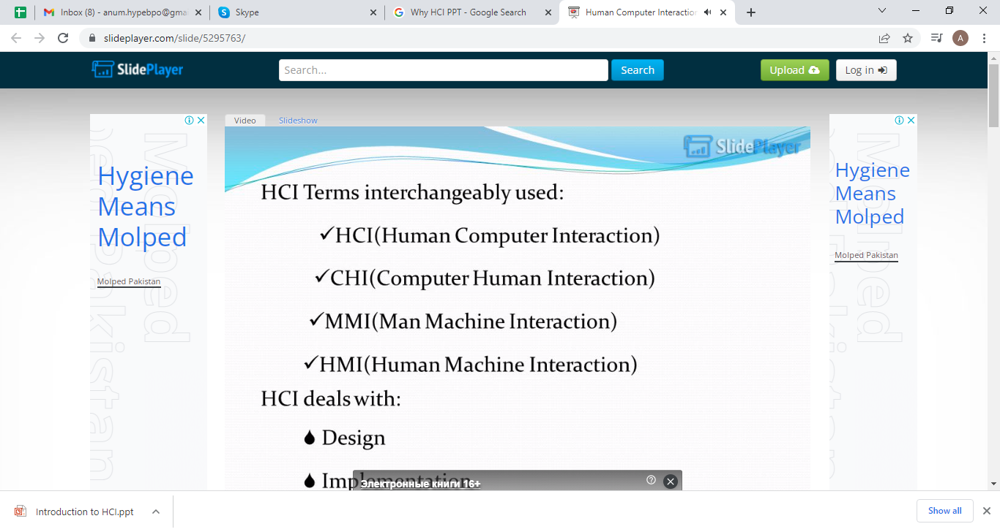 Inbox (8) - anum.hypebpo@gma
Skype
Why HCI PPT - Google Search
Human Computer Interaction
slideplayer.com/slide/5295763/
A
SlidePlayer
Search...
Search
Upload
Log in
Video
Slideshow
SlidePlayer
Hygiene
Means
Molped
Molped Pakistan
HCI Terms interchangeably used:
✓HCI(Human Computer Interaction)
✓CHI(Computer Human Interaction)
✓MMI(Man Machine Interaction)
✓HMI(Human Machine Interaction)
HCI deals with:
Design
Implementation
Электронные книги 16+
Hygiene
Means
Molped
Molped Pakistan
Introduction to HCI.ppt
Show all